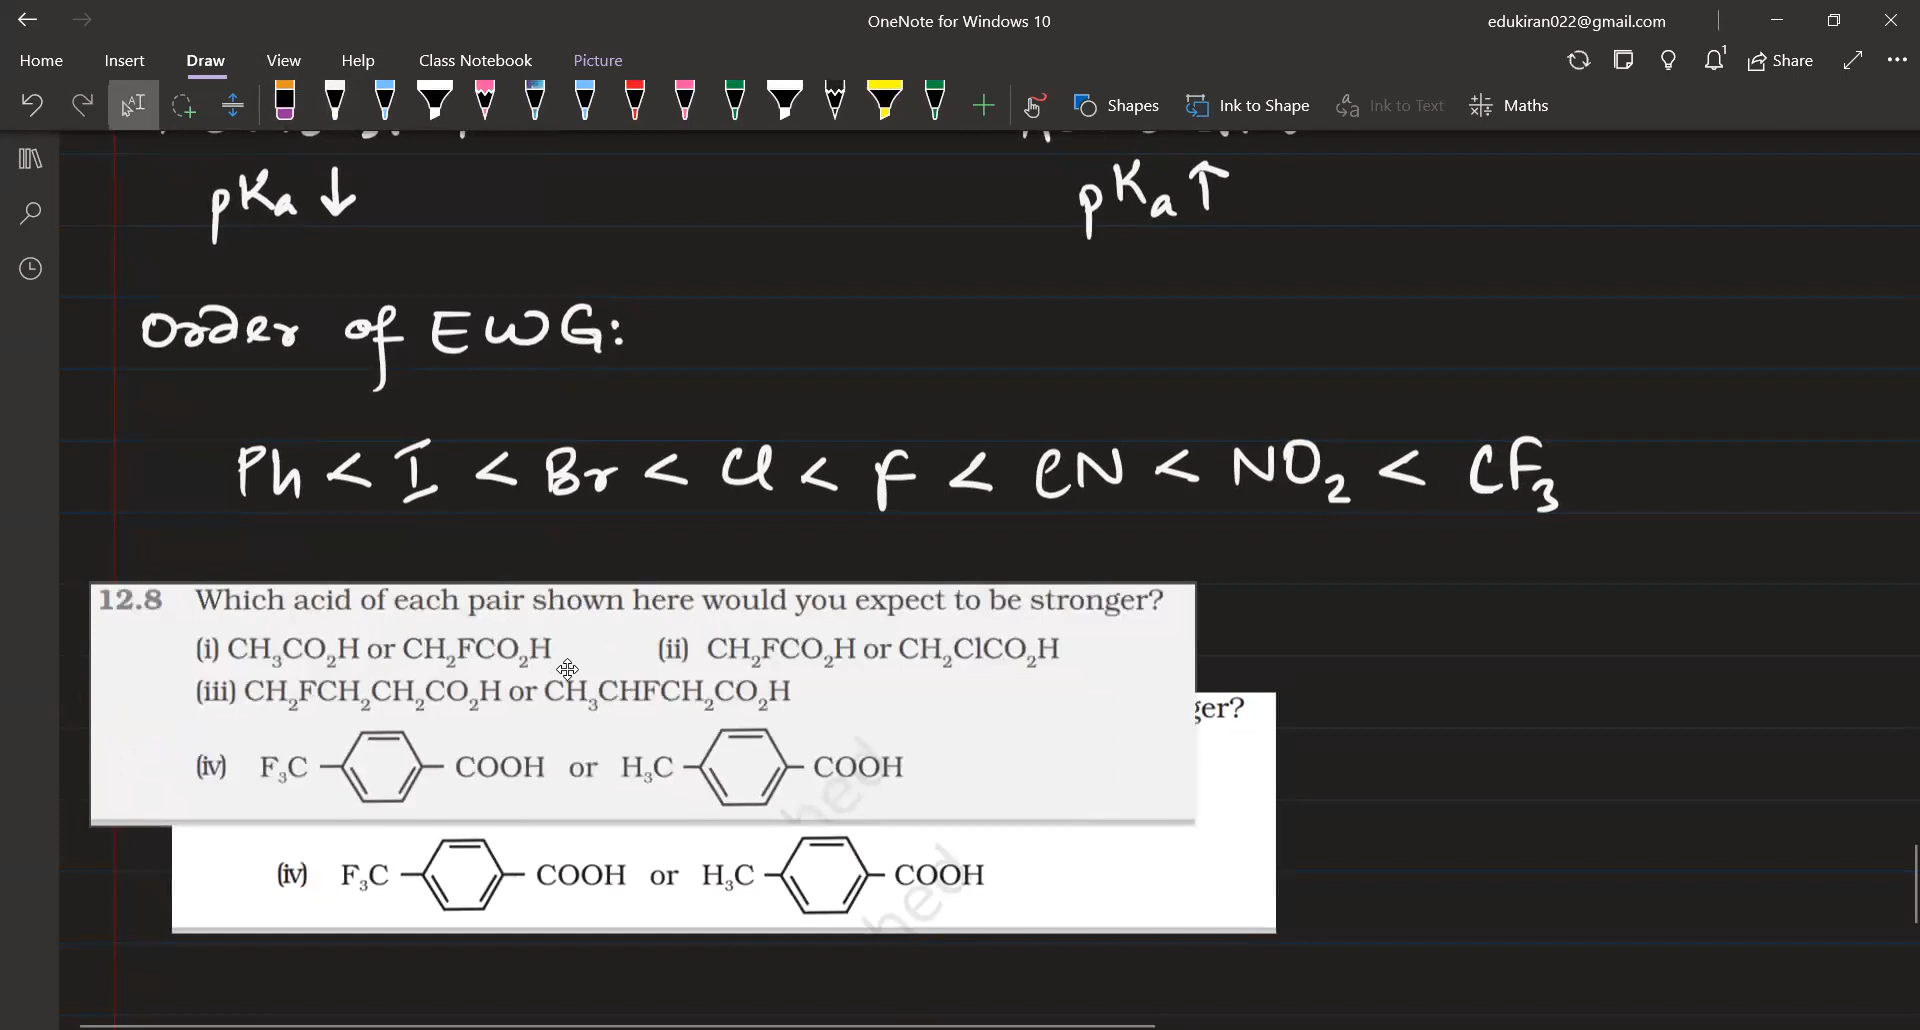 OneNote for Windows 10
edukiran022@gmail.com
Home Insert Draw View Help Class Notebook Picture
1
Share
Shapes Ink to Shape Ink to Text Maths
pKa ↓ pKa ↑
Order of EWG:
Ph < I < Br < Cl < F < CN < NO₂ < CF₃
12.8 Which acid of each pair shown here would you expect to be stronger?
(i) CH₃CO₂H or CH₂FCO₂H (ii) CH₂FCO₂H or CH₂ClCO₂H
(iii) CH₂FCH₂CH₂CO₂H or CH₃CHFCH₂CO₂H
ger?
(iv) F₃C COOH or H₃C COOH
hed
(iv) F₃C COOH or H₃C COOH
hed